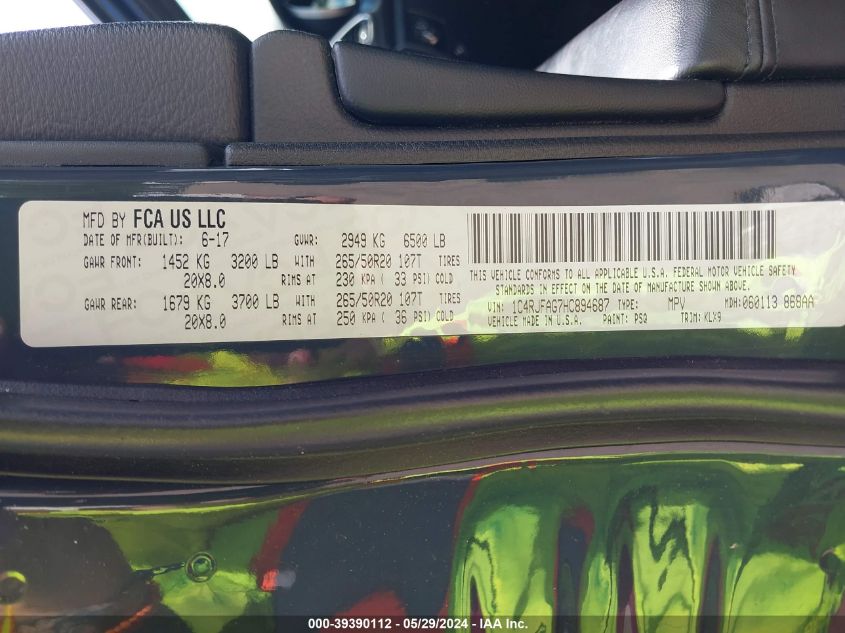 MFD BY FCA US LLC
DATE OF MFR(BUILT): 6-17 GVWR: 2949 KG 6500 LB
GAWR FRONT: 1452 KG 3200 LB WITH 265/50R20 107T TIRES
20X8.0 RIMS AT 230 KPA ( 33 PSI) COLD
GAWR REAR: 1679 KG 3700 LB WITH 265/50R20 107T TIRES
20X8.0 RIMS AT 250 KPA ( 36 PSI) COLD
THIS VEHICLE CONFORMS TO ALL APPLICABLE U.S.A. FEDERAL MOTOR VEHICLE SAFETY
STANDARDS IN EFFECT ON THE DATE OF MANUFACTURE SHOWN ABOVE.
VIN: 1C4RJFAG7HC894687 TYPE: MPV MDH: 060113 868AA
VEHICLE MADE IN U.S.A. PAINT: PSQ TRIM: KLX9
000-39390112 - 05/29/2024 - IAA Inc.